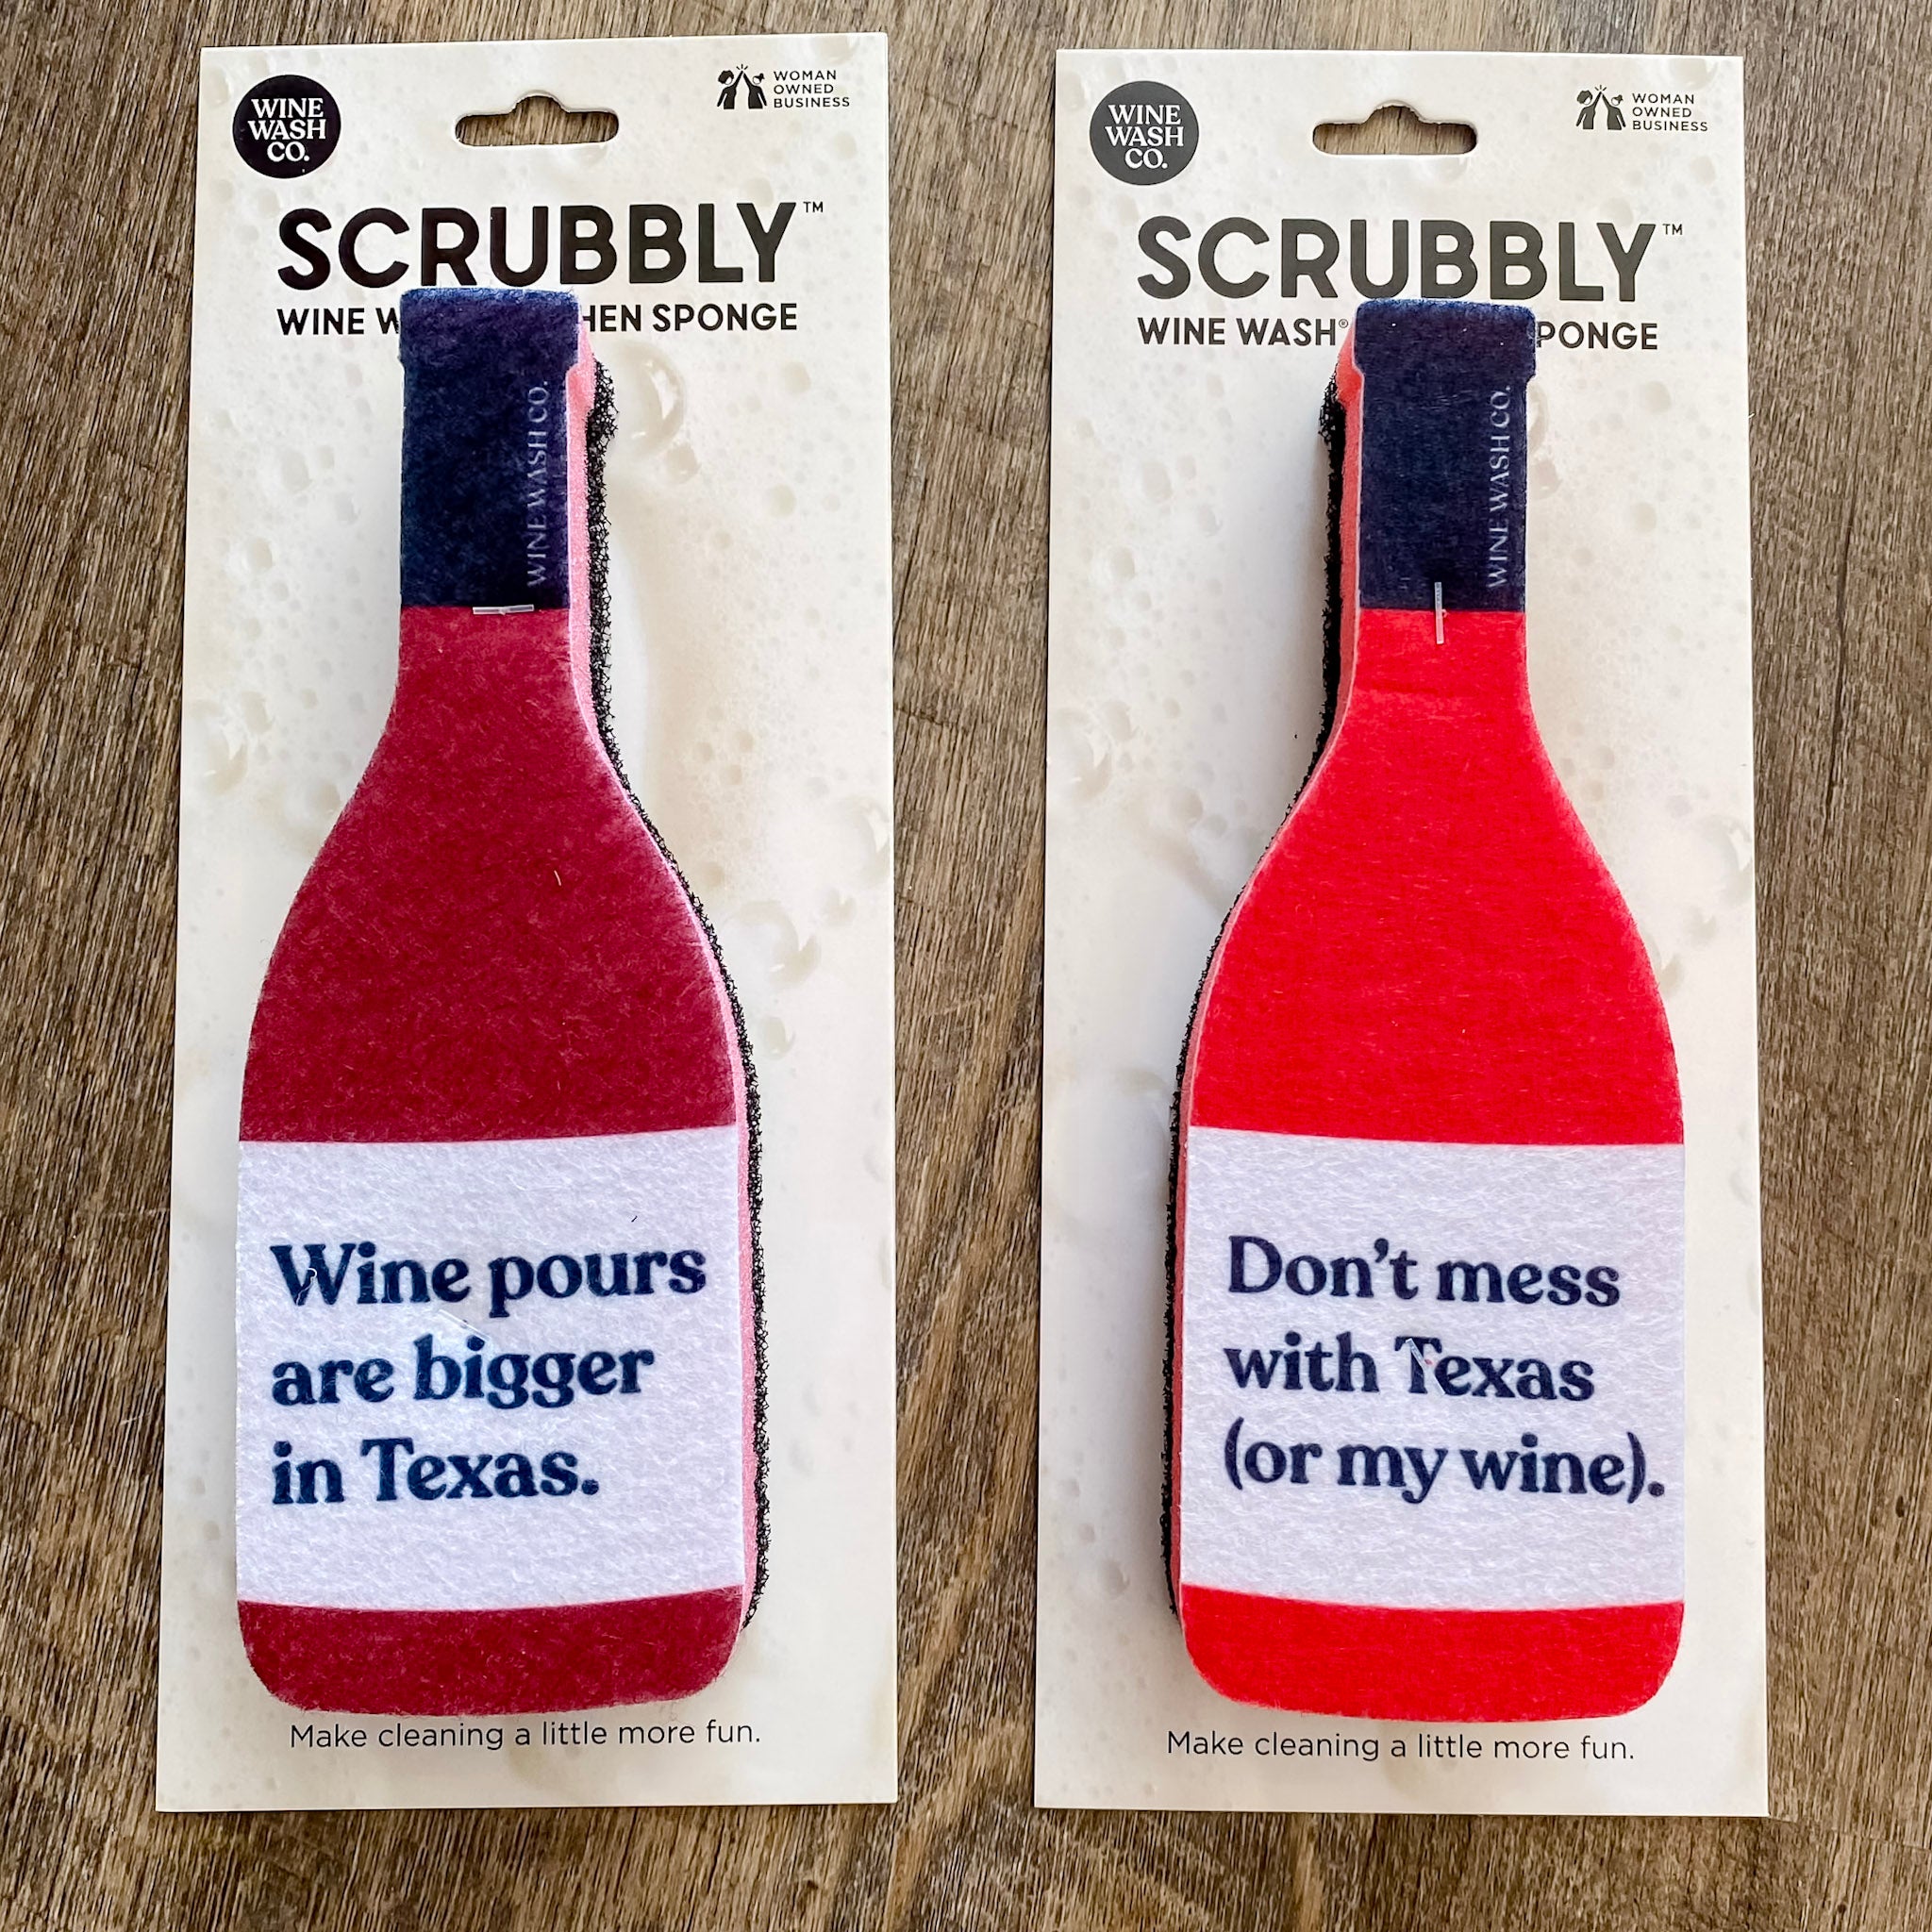 WINE
WASH
CO.
WOMAN
OWNED
BUSINESS
SCRUBBLY™
WINE W HEN SPONGE
WINE WASH CO.
Wine pours
are bigger
in Texas.
Make cleaning a little more fun.
WINE
WASH
CO.
WOMAN
OWNED
BUSINESS
SCRUBBLY™
WINE WASH® PONGE
WINE WASH CO.
Don't mess
with Texas
(or my wine).
Make cleaning a little more fun.